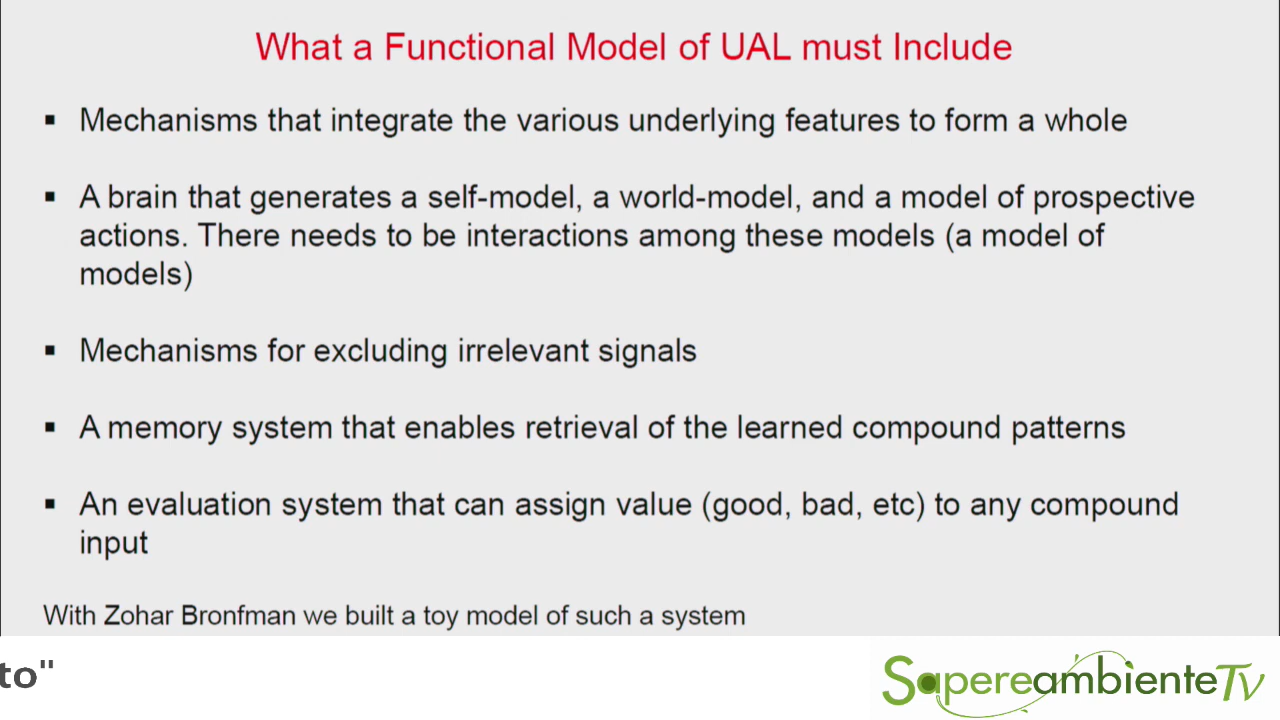 What a Functional Model of UAL must Include
▪ Mechanisms that integrate the various underlying features to form a whole
▪ A brain that generates a self-model, a world-model, and a model of prospective
actions. There needs to be interactions among these models (a model of
models)
▪ Mechanisms for excluding irrelevant signals
▪ A memory system that enables retrieval of the learned compound patterns
▪ An evaluation system that can assign value (good, bad, etc) to any compound
input
With Zohar Bronfman we built a toy model of such a system
to"
SapereambienteTv